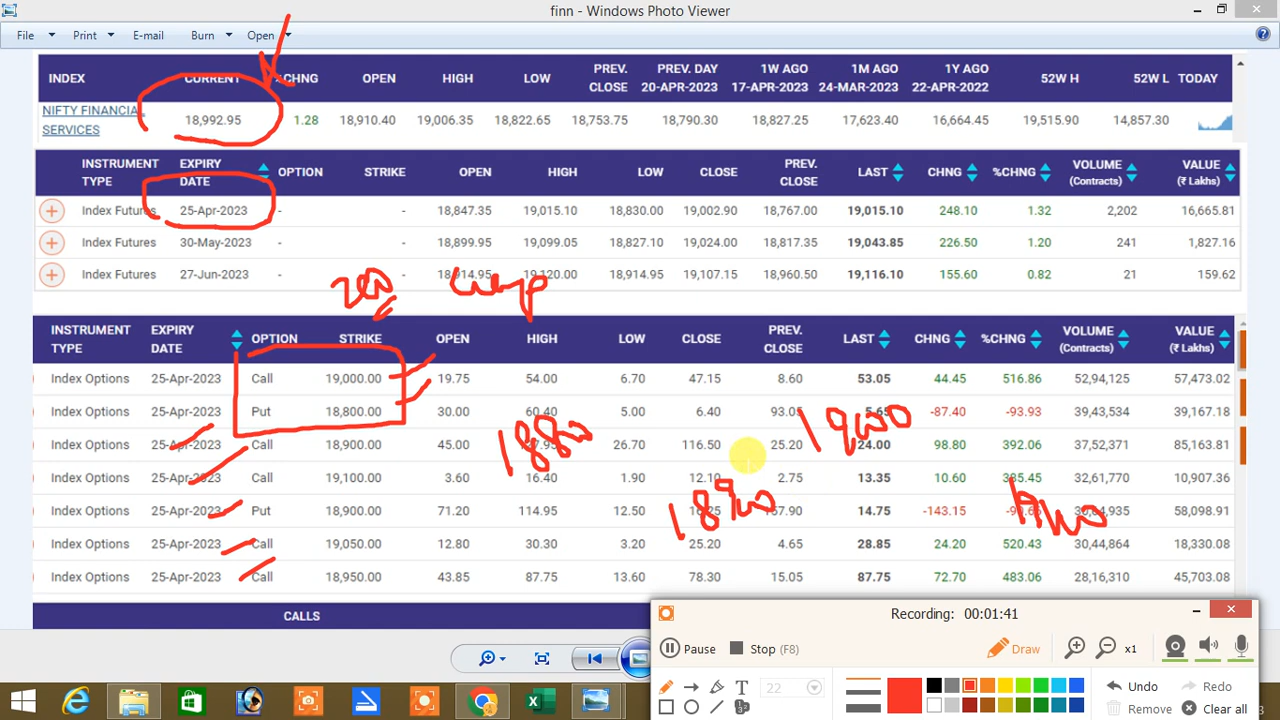 finn - Windows Photo Viewer
File Print E-mail Burn Open
INDEX CURRENT %CHNG OPEN HIGH LOW PREV. CLOSE PREV. DAY 20-APR-2023 1W AGO 17-APR-2023 1M AGO 24-MAR-2023 1Y AGO 22-APR-2022 52W H 52W L TODAY
NIFTY FINANCIAL SERVICES 18,992.95 1.28 18,910.40 19,006.35 18,822.65 18,753.75 18,790.30 18,827.25 17,623.40 16,664.45 19,515.90 14,857.30
INSTRUMENT TYPE EXPIRY DATE OPTION STRIKE OPEN HIGH LOW CLOSE PREV. CLOSE LAST CHNG %CHNG VOLUME (Contracts) VALUE (₹ Lakhs)
Index Futures 25-Apr-2023 - - 18,847.35 19,015.10 18,830.00 19,002.90 18,767.00 19,015.10 248.10 1.32 2,202 16,665.81
Index Futures 30-May-2023 - - 18,899.95 19,099.05 18,827.10 19,024.00 18,817.35 19,043.85 226.50 1.20 241 1,827.16
Index Futures 27-Jun-2023 - - 18,914.95 19,120.00 18,914.95 19,107.15 18,960.50 19,116.10 155.60 0.82 21 159.62
INSTRUMENT TYPE EXPIRY DATE OPTION STRIKE OPEN HIGH LOW CLOSE PREV. CLOSE LAST CHNG %CHNG VOLUME (Contracts) VALUE (₹ Lakhs)
Index Options 25-Apr-2023 Call 19,000.00 19.75 54.00 6.70 47.15 8.60 53.05 44.45 516.86 52,94,125 57,473.02
Index Options 25-Apr-2023 Put 18,800.00 30.00 60.40 5.00 6.40 93.05 5.65 -87.40 -93.93 39,43,534 39,167.18
Index Options 25-Apr-2023 Call 18,900.00 45.00 26.70 116.50 25.20 98.80 392.06 37,52,371 85,163.81
18800 19000
Index Options 25-Apr-2023 Call 19,100.00 3.60 16.40 1.90 12.10 2.75 13.35 10.60 385.45 32,61,770 10,907.36
Index Options 25-Apr-2023 Put 18,900.00 71.20 114.95 12.50 157.90 14.75 -143.15 58,098.91
18900
Index Options 25-Apr-2023 Call 19,050.00 12.80 30.30 3.20 25.20 4.65 28.85 24.20 520.43 30,44,864 18,330.08
Index Options 25-Apr-2023 Call 18,950.00 43.85 87.75 13.60 78.30 15.05 87.75 72.70 483.06 28,16,310 45,703.08
CALLS
Recording: 00:01:41
Pause Stop (F8) Draw x1
T 22 Undo Redo
Remove Clear all